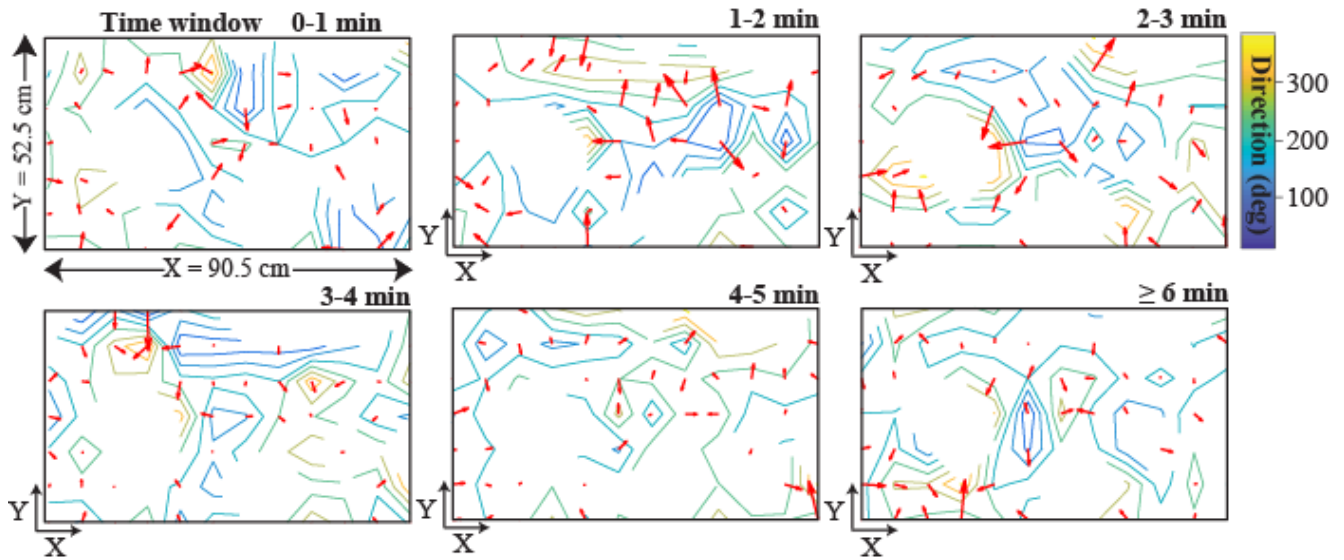 Time window 0-1 min
1-2 min
2-3 min
Y = 52.5 cm
X = 90.5 cm
Y
X
Y
X
Direction (deg)
300
200
100
3-4 min
4-5 min
≥ 6 min
Y
X
Y
X
Y
X